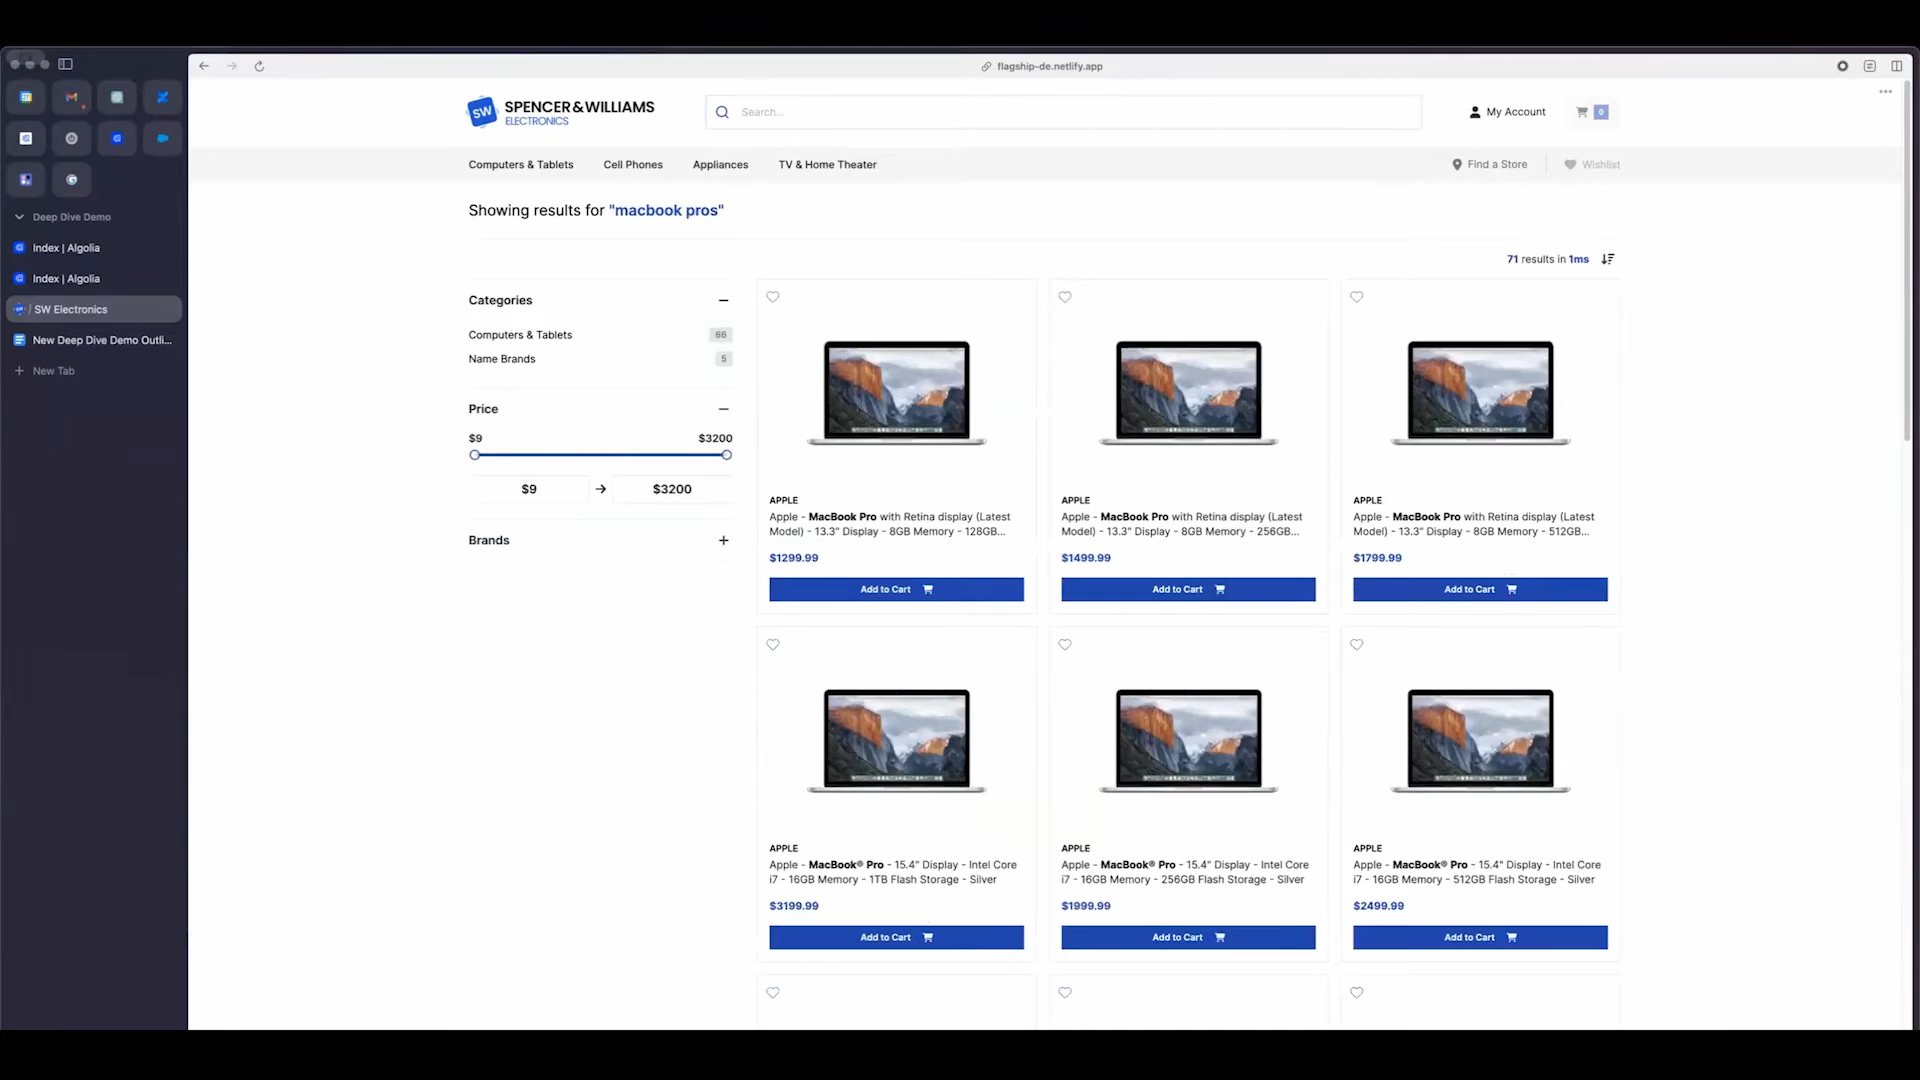 flagship-de.netlify.app
Deep Dive Demo
Index | Algolia
Index | Algolia
/ SW Electronics
New Deep Dive Demo Outli...
New Tab
SW
SPENCER & WILLIAMS
ELECTRONICS
Search...
My Account
0
Computers & Tablets
Cell Phones
Appliances
TV & Home Theater
Find a Store
Wishlist
Showing results for "macbook pros"
71 results in 1ms
Categories
Computers & Tablets 66
Name Brands 5
Price
$9 $3200
$9 → $3200
Brands
APPLE
Apple - MacBook Pro with Retina display (Latest
Model) - 13.3" Display - 8GB Memory - 128GB...
$1299.99
Add to Cart
APPLE
Apple - MacBook Pro with Retina display (Latest
Model) - 13.3" Display - 8GB Memory - 256GB...
$1499.99
Add to Cart
APPLE
Apple - MacBook Pro with Retina display (Latest
Model) - 13.3" Display - 8GB Memory - 512GB...
$1799.99
Add to Cart
APPLE
Apple - MacBook® Pro - 15.4" Display - Intel Core
i7 - 16GB Memory - 1TB Flash Storage - Silver
$3199.99
Add to Cart
APPLE
Apple - MacBook® Pro - 15.4" Display - Intel Core
i7 - 16GB Memory - 256GB Flash Storage - Silver
$1999.99
Add to Cart
APPLE
Apple - MacBook® Pro - 15.4" Display - Intel Core
i7 - 16GB Memory - 512GB Flash Storage - Silver
$2499.99
Add to Cart